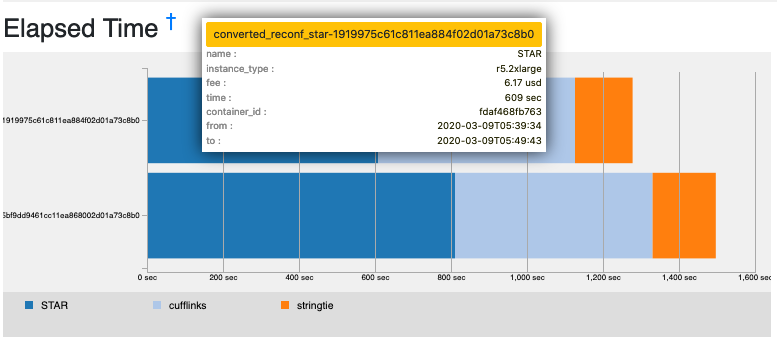 Elapsed Time †
converted_reconf_star-1919975c61c811ea884f02d01a73c8b0
name : STAR
instance_type : r5.2xlarge
fee : 6.17 usd
time : 609 sec
container_id : fdaf468fb763
from : 2020-03-09T05:39:34
to : 2020-03-09T05:49:43
1919975c61c811ea884f02d01a73c8b0
6bf9dd9461cc11ea868002d01a73c8b0
0 sec 200 sec 400 sec 600 sec 800 sec 1,000 sec 1,200 sec 1,400 sec 1,600 sec
STAR cufflinks stringtie